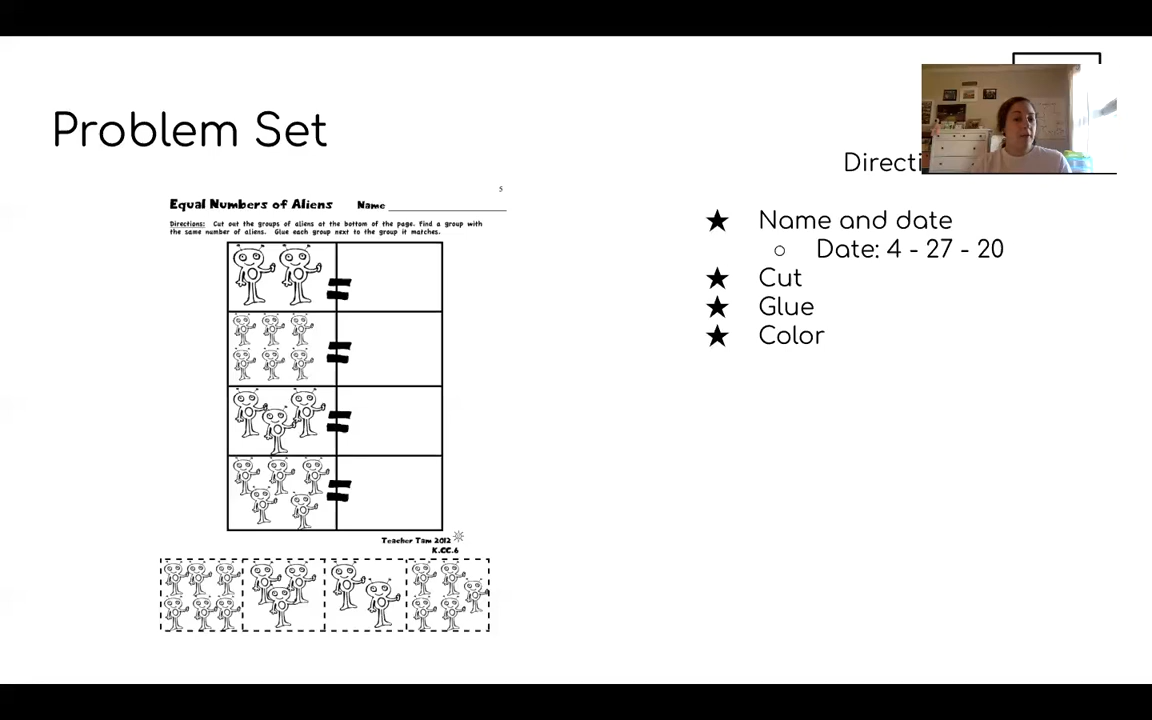 Problem Set
5
Equal Numbers of Aliens Name
Directions: Cut out the groups of aliens at the bottom of the page. Find a group with
the same number of aliens. Glue each group next to the group it matches.
Teacher Tam 2012
K.CC.6
★ Name and date
○ Date: 4 - 27 - 20
★ Cut
★ Glue
★ Color